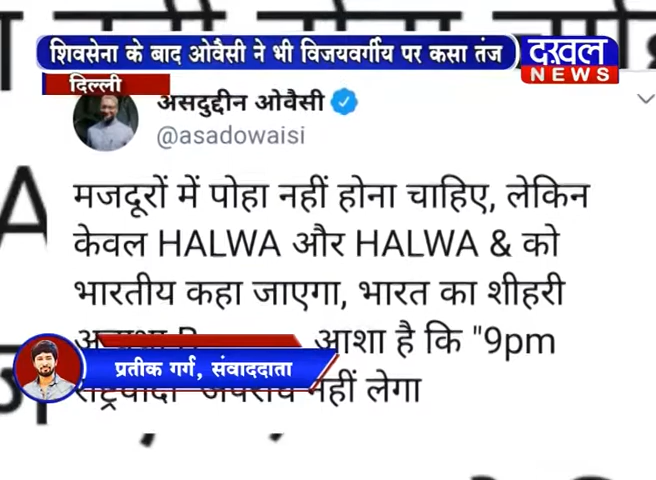 शिवसेना के बाद ओवैसी ने भी विजयवर्गीय पर कसा तंज
दख़ल
NEWS
दिल्ली
असदुद्दीन ओवैसी
@asadowaisi
मजदूरों में पोहा नहीं होना चाहिए, लेकिन
केवल HALWA और HALWA & को
भारतीय कहा जाएगा, भारत का शीहरी
आशा है कि "9pm
नहीं लेगा
प्रतीक गर्ग, संवाददाता